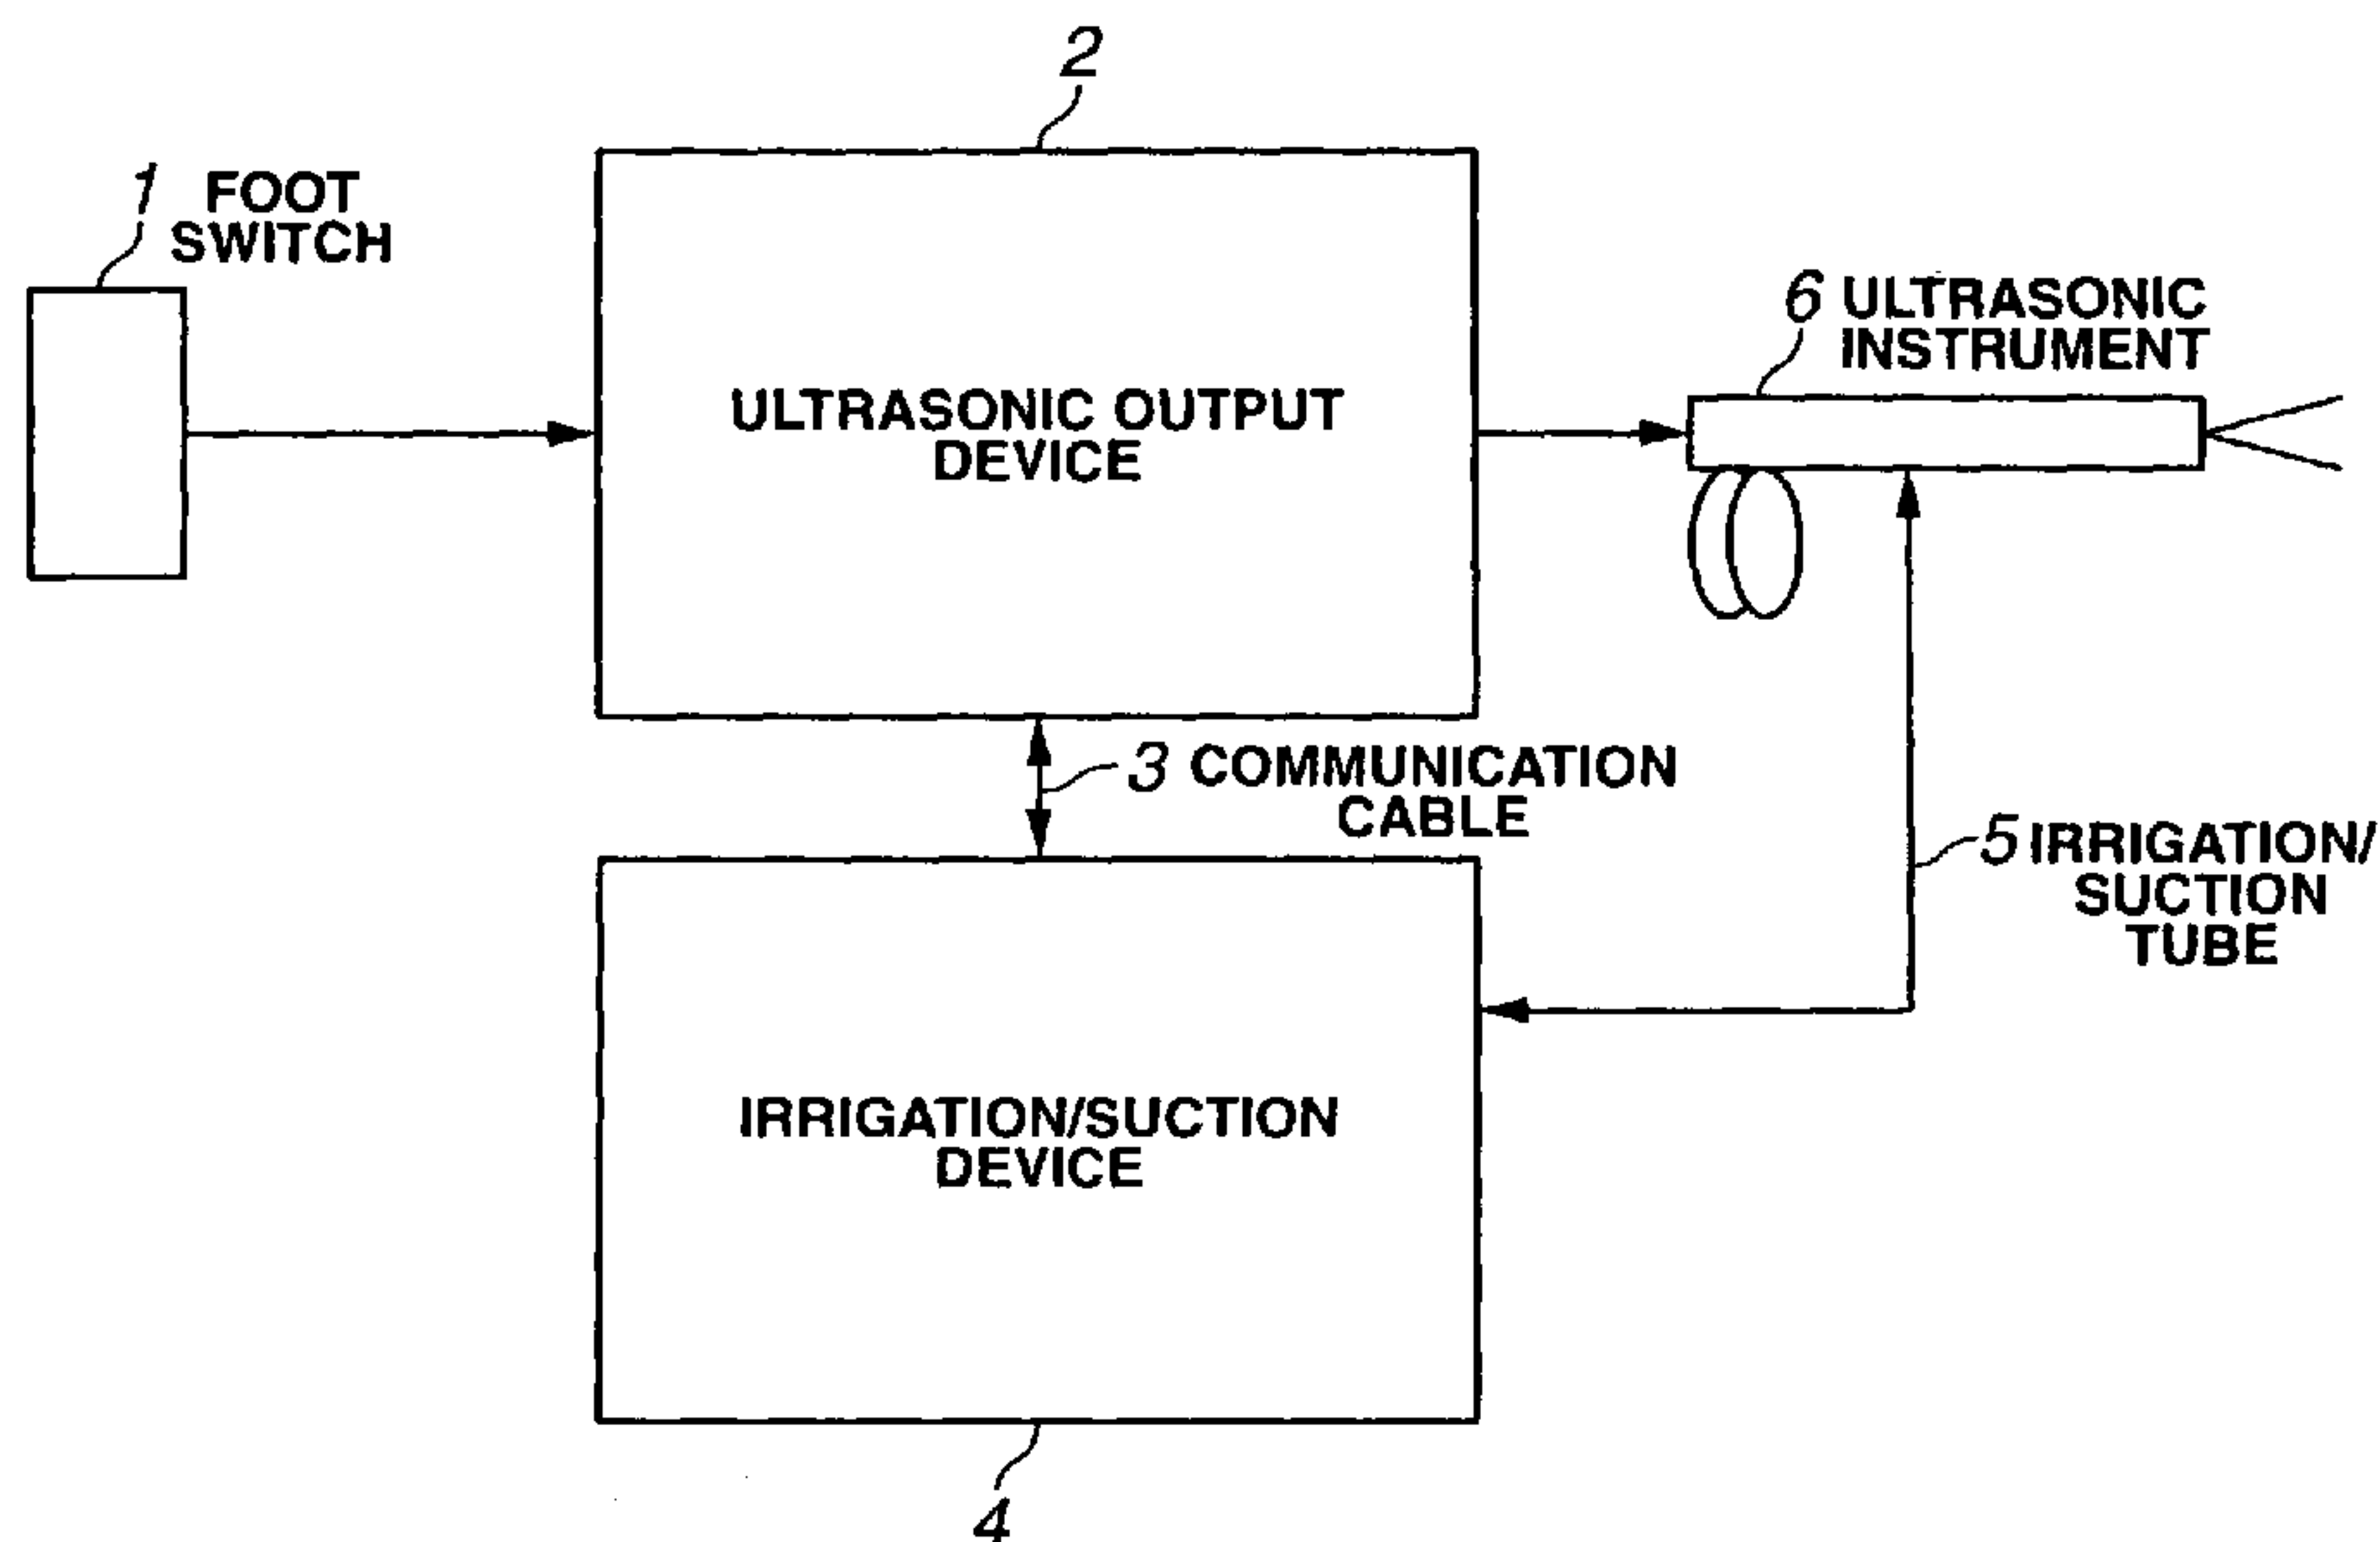 2
1 FOOT
SWITCH
6 ULTRASONIC
INSTRUMENT
ULTRASONIC OUTPUT
DEVICE
3 COMMUNICATION
CABLE
5 IRRIGATION/
SUCTION
TUBE
IRRIGATION/SUCTION
DEVICE
4